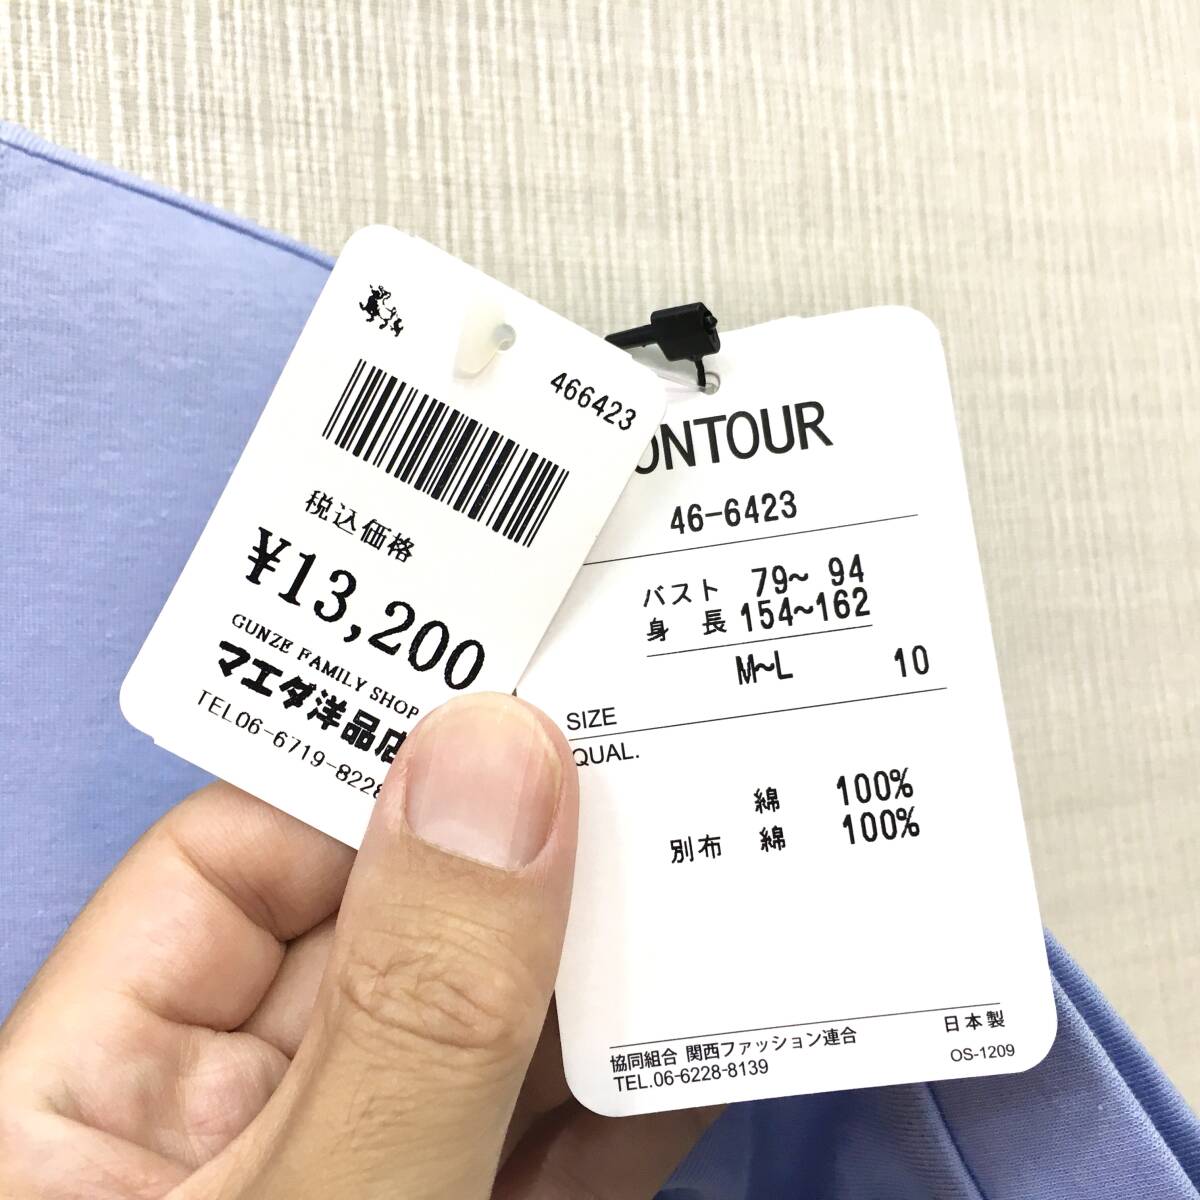 466423
税込価格
¥13,200
GUNZE FAMILY SHOP
マエダ洋品店
TEL06-6719-8228
ONTOUR
46-6423
バスト 79~ 94
身 長 154~162
M~L 10
SIZE
QUAL.
綿 100%
別布 綿 100%
協同組合 関西ファッション連合
TEL.06-6228-8139
日本製
OS-1209